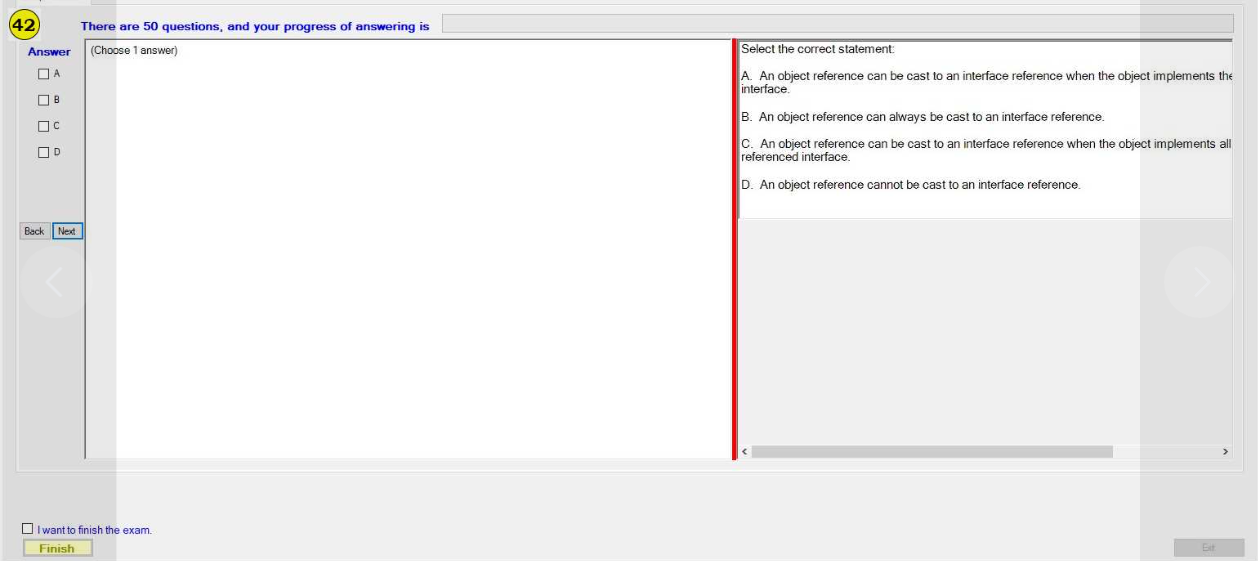 42
There are 50 questions, and your progress of answering is
Answer
(Choose 1 answer)
A
B
C
D
Back
Next
Select the correct statement:
A. An object reference can be cast to an interface reference when the object implements the
interface.
B. An object reference can always be cast to an interface reference.
C. An object reference can be cast to an interface reference when the object implements all
referenced interface.
D. An object reference cannot be cast to an interface reference.
I want to finish the exam.
Finish
Exit